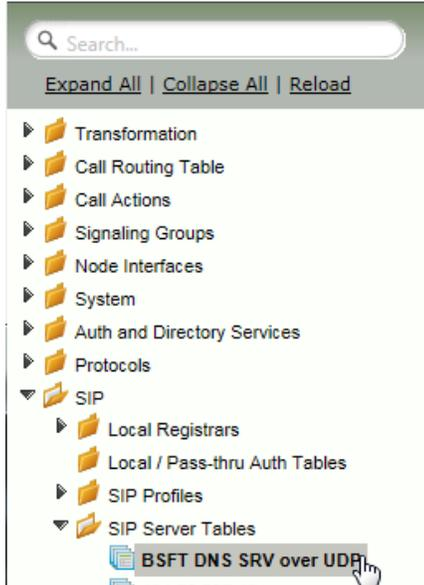 Search...
Expand All | Collapse All | Reload
Transformation
Call Routing Table
Call Actions
Signaling Groups
Node Interfaces
System
Auth and Directory Services
Protocols
SIP
Local Registrars
Local / Pass-thru Auth Tables
SIP Profiles
SIP Server Tables
BSFT DNS SRV over UDP